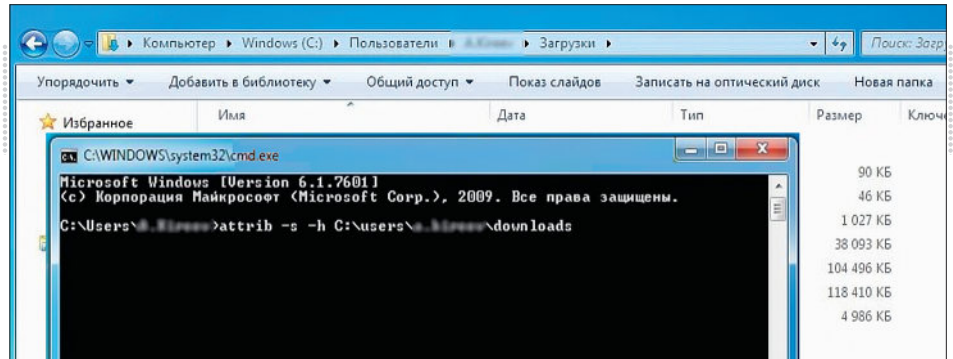 Компьютер ▸ Windows (C:) ▸ Пользователи ▸ ▸ Загрузки ▸
Поиск: Загр
Упорядочить ▾ Добавить в библиотеку ▾ Общий доступ ▾ Показ слайдов Записать на оптический диск Новая папка
Избранное
Имя Дата Тип Размер Ключе
C:\WINDOWS\system32\cmd.exe
Microsoft Windows [Version 6.1.7601]
(c) Корпорация Майкрософт (Microsoft Corp.), 2009. Все права защищены.
C:\Users\ >attrib -s -h C:\users\ \downloads
90 КБ
46 КБ
1 027 КБ
38 093 КБ
104 496 КБ
118 410 КБ
4 986 КБ